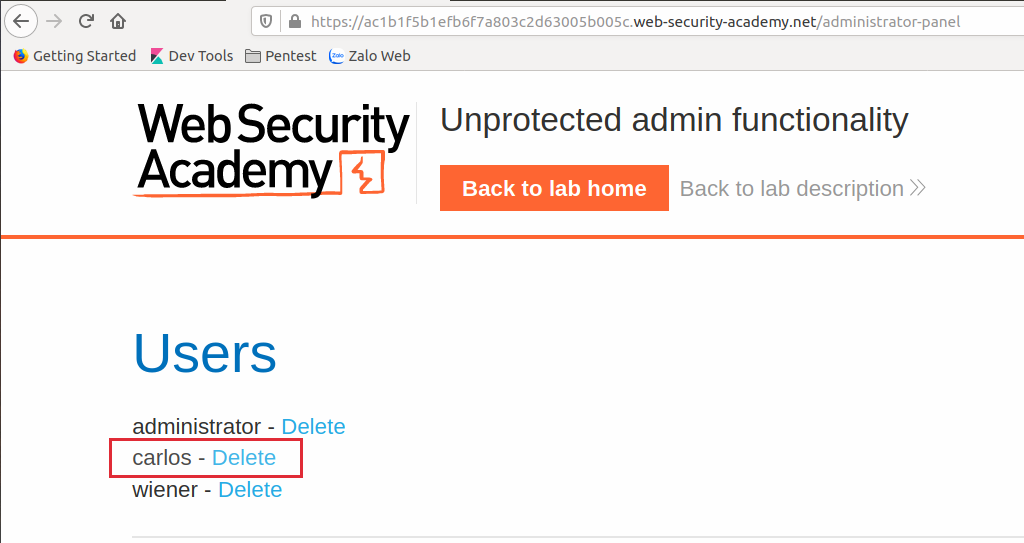 https://ac1b1f5b1efb6f7a803c2d63005b005c.web-security-academy.net/administrator-panel
Getting Started Dev Tools Pentest Zalo Zalo Web
Web Security
Academy
Unprotected admin functionality
Back to lab home Back to lab description
Users
administrator - Delete
carlos - Delete
wiener - Delete